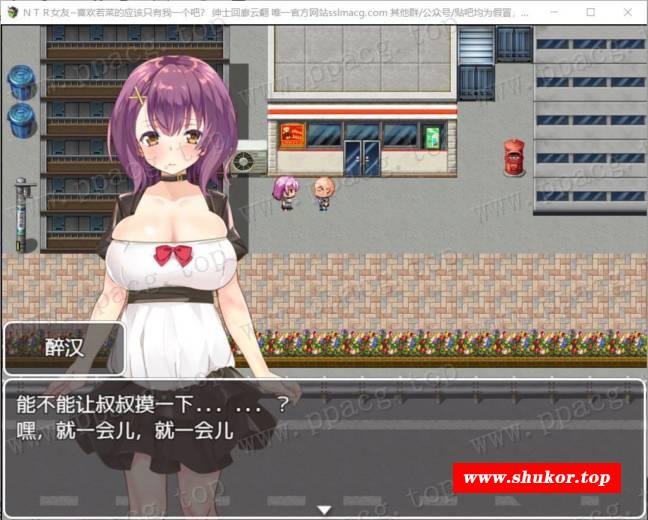 NTR女友~喜欢若菜的应该只有我一个吧？ 绅士回廊云翻 唯一官方网站sslmacg.com 其他群/公众号/贴吧均为假冒，...
醉汉
能不能让叔叔摸一下... ... ？
嘿，就一会儿，就一会儿
www.ppacg.top
www.shukor.top